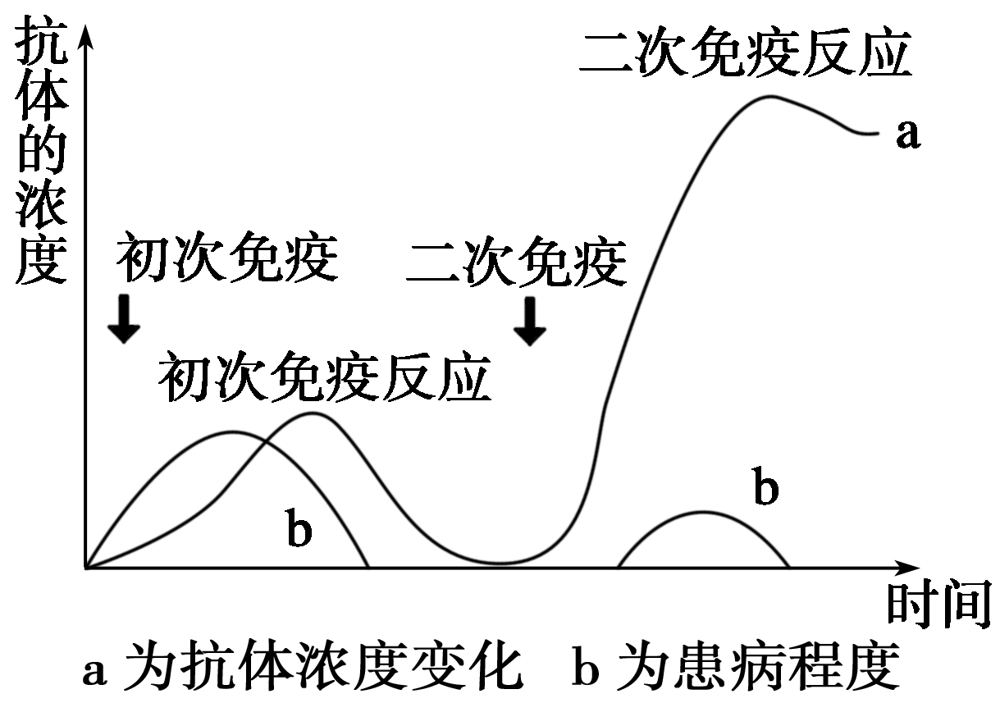 抗体的浓度
二次免疫反应
a
初次免疫
二次免疫
初次免疫反应
b
b
时间
a 为抗体浓度变化 b 为患病程度